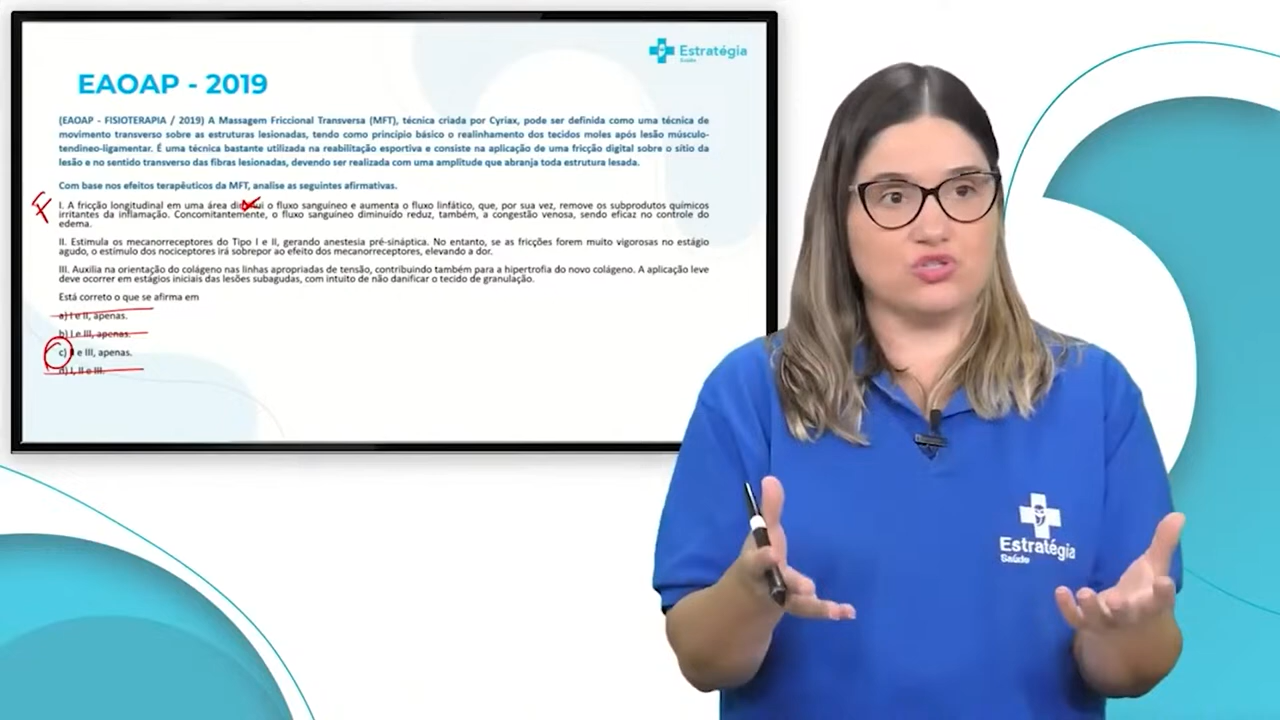 Estratégia
Saúde
EAOAP - 2019
(EAOAP - FISIOTERAPIA / 2019) A Massagem Friccional Transversa (MFT), técnica criada por Cyriax, pode ser definida como uma técnica de
movimento transverso sobre as estruturas lesionadas, tendo como princípio básico o realinhamento dos tecidos moles após lesão músculo-
tendineo-ligamentar. É uma técnica bastante utilizada na reabilitação esportiva e consiste na aplicação de uma fricção digital sobre o sítio da
lesão e no sentido transverso das fibras lesionadas, devendo ser realizada com uma amplitude que abranja toda estrutura lesada.
Com base nos efeitos terapêuticos da MFT, analise as seguintes afirmativas.
F
I. A fricção longitudinal em uma área diminui o fluxo sanguíneo e aumenta o fluxo linfático, que, por sua vez, remove os subprodutos químicos
irritantes da inflamação. Concomitantemente, o fluxo sanguíneo diminuído reduz, também, a congestão venosa, sendo eficaz no controle do
edema.
II. Estimula os mecanorreceptores do Tipo I e II, gerando anestesia pré-sináptica. No entanto, se as fricções forem muito vigorosas no estágio
agudo, o estímulo dos nociceptores irá sobrepor ao efeito dos mecanorreceptores, elevando a dor.
III. Auxilia na orientação do colágeno nas linhas apropriadas de tensão, contribuindo também para a hipertrofia do novo colágeno. A aplicação leve
deve ocorrer em estágios iniciais das lesões subagudas, com intuito de não danificar o tecido de granulação.
Está correto o que se afirma em
a) I e II, apenas.
b) I e III, apenas.
c) II e III, apenas.
d) I, II e III.
Estratégia
Saúde